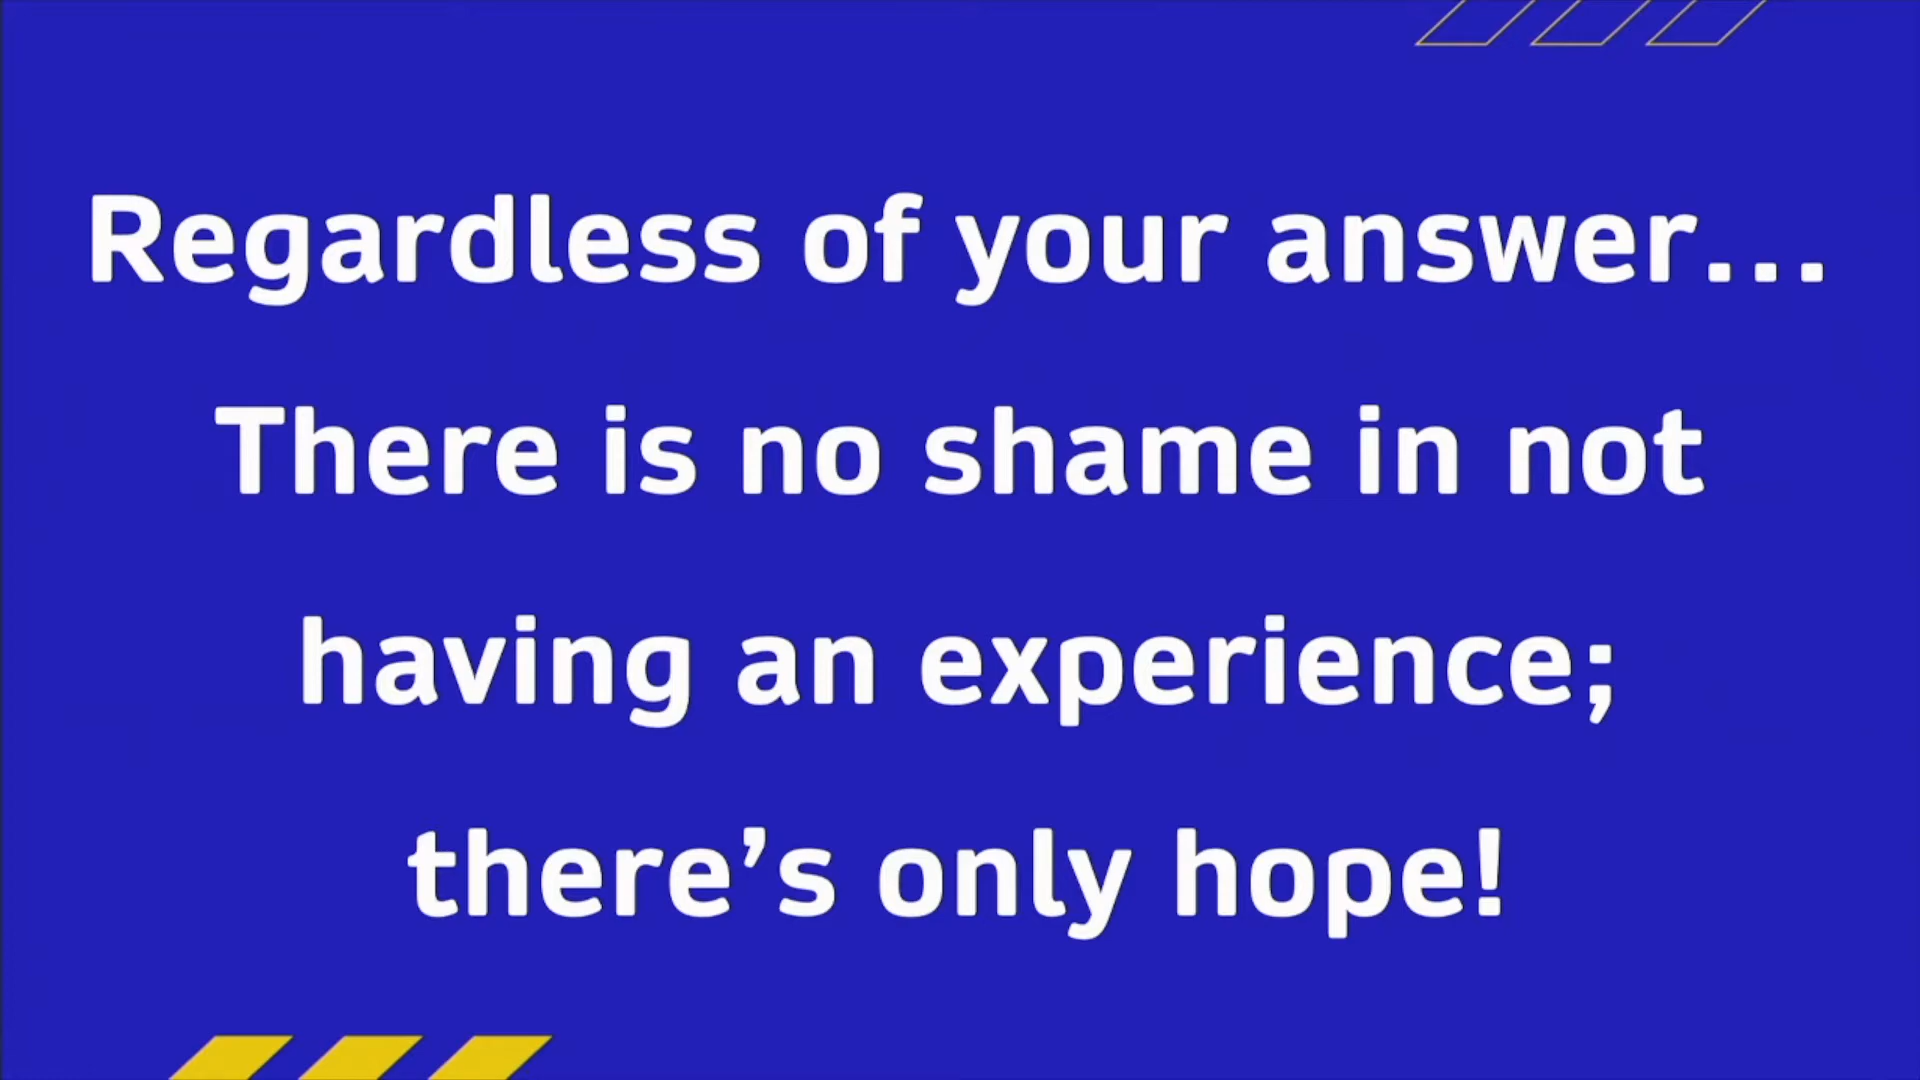 Regardless of your answer...
There is no shame in not
having an experience;
there’s only hope!